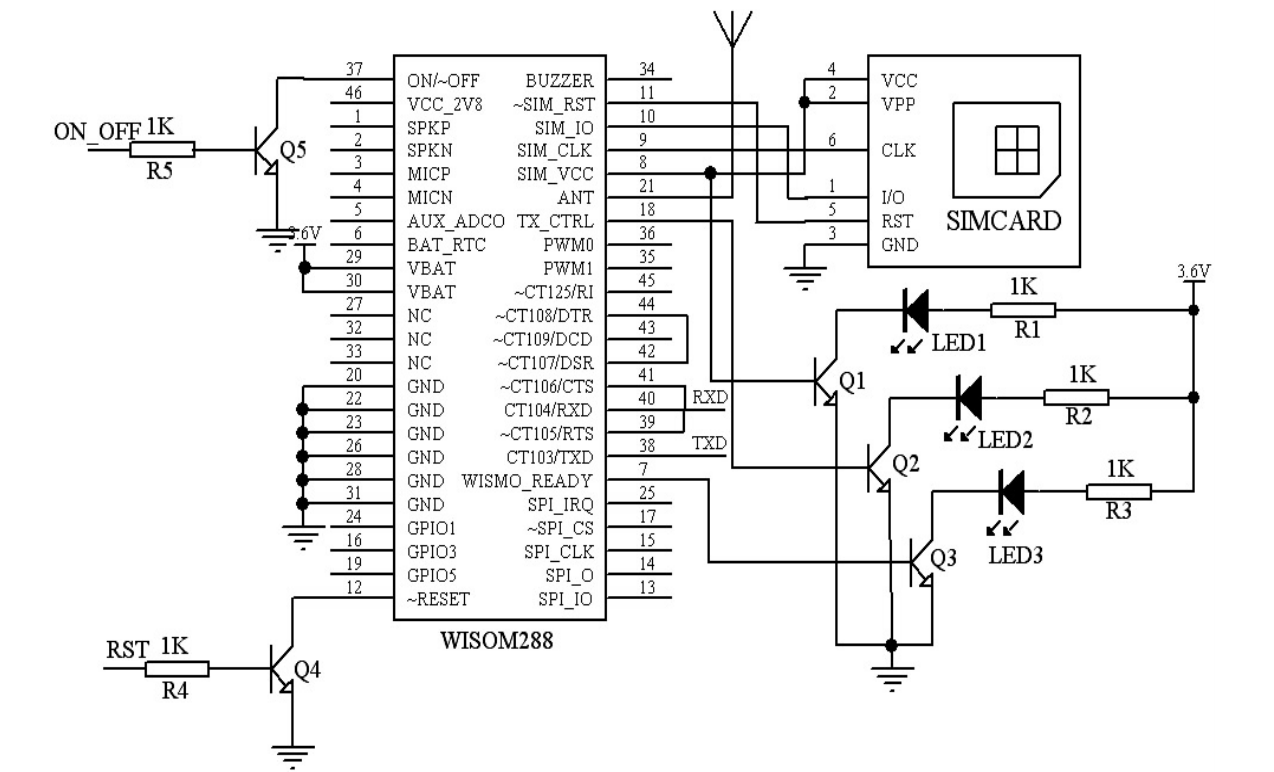 37 ON/~OFF BUZZER 34
46 VCC_2V8 ~SIM_RST 11
1 SPKP SIM_IO 10
2 SPKN SIM_CLK 9
3 MICP SIM_VCC 8
4 MICN ANT 21
5 AUX_ADCO TX_CTRL 18
6 BAT_RTC PWM0 36
29 VBAT PWM1 35
30 VBAT ~CT125/RI 45
27 NC ~CT108/DTR 44
32 NC ~CT109/DCD 43
33 NC ~CT107/DSR 42
20 GND ~CT106/CTS 41
22 GND CT104/RXD 40
23 GND ~CT105/RTS 39
26 GND CT103/TXD 38
28 GND WISMO_READY 7
31 GND SPI_IRQ 25
24 GPIO1 ~SPI_CS 17
16 GPIO3 SPI_CLK 15
19 GPIO5 SPI_O 14
12 ~RESET SPI_IO 13
WISOM288
ON_OFF 1K
R5
Q5
3.6V
RST 1K
R4
Q4
RXD
TXD
4 VCC
2 VPP
6 CLK
1 I/O
5 RST
3 GND
SIMCARD
3.6V
1K
R1
LED1
Q1
1K
R2
LED2
Q2
1K
R3
LED3
Q3